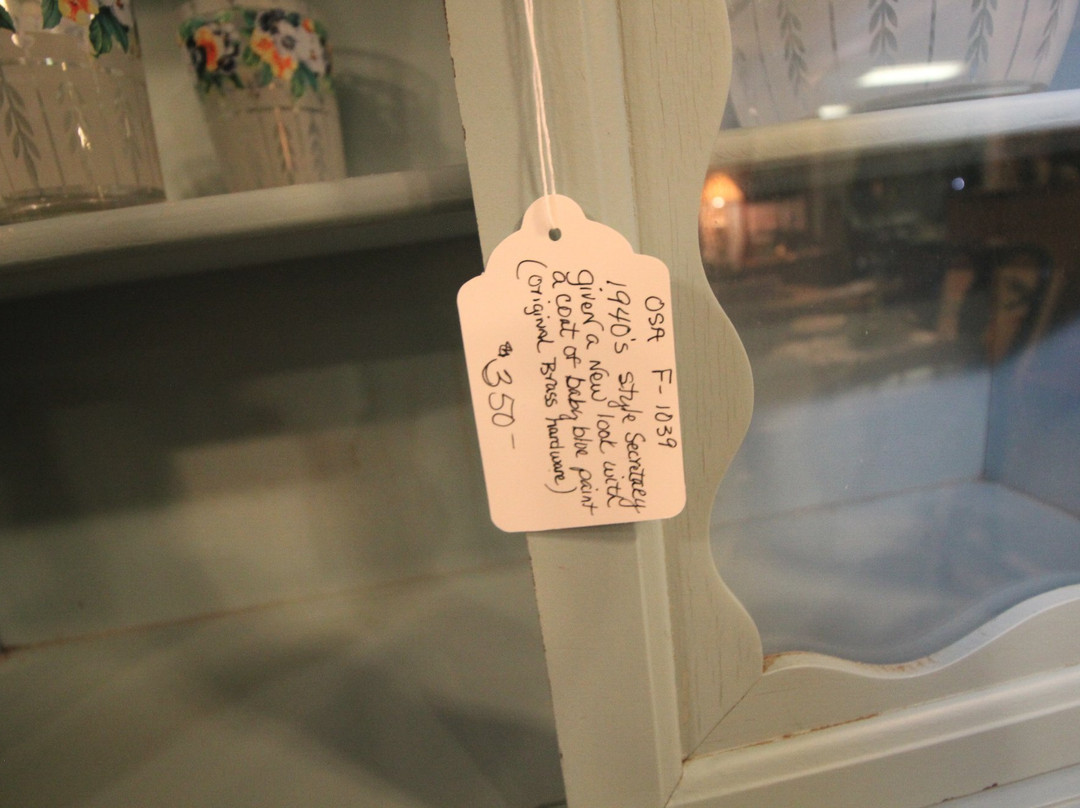 OSA F-1039
1940's style Secretary
given a New look with
a coat of baby blue paint
(original Brass hardware)
$350-